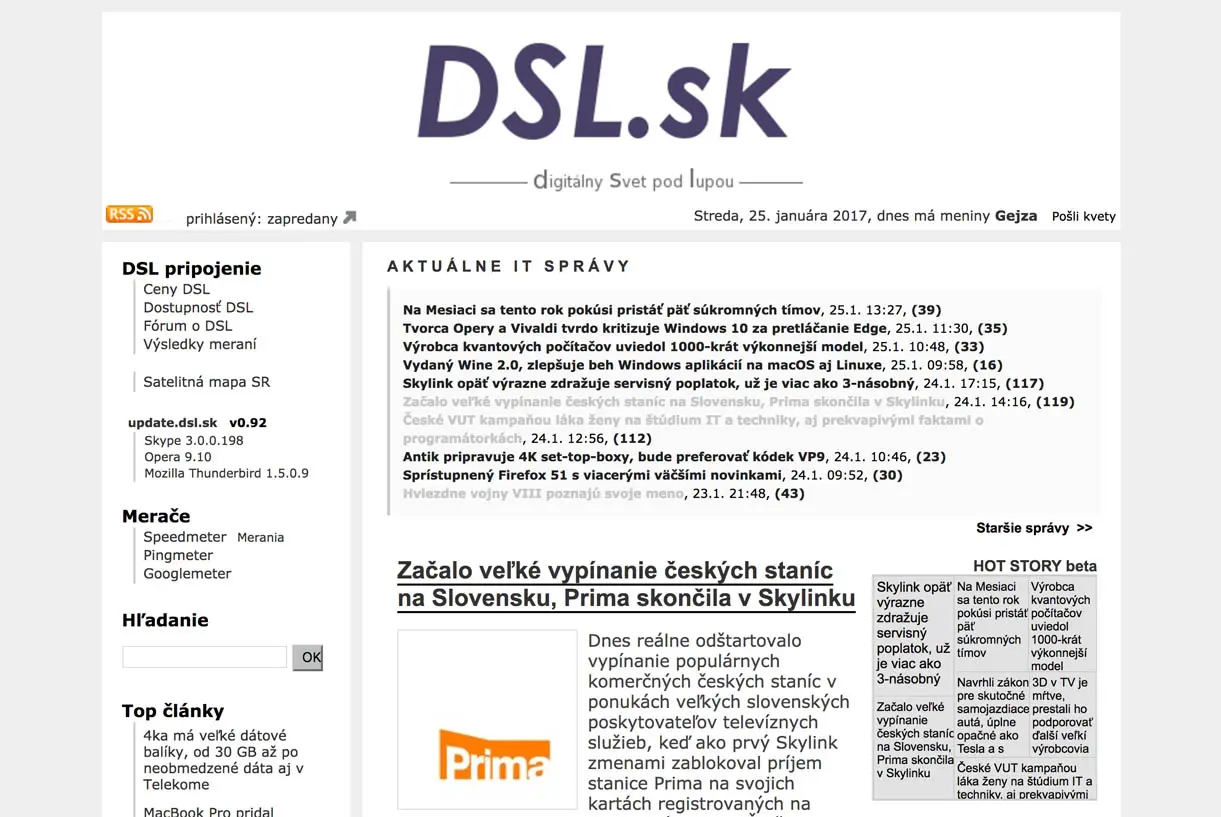 DSL.sk
digitálny Svet pod lupou
RSS
prihlásený: zapredany
Streda, 25. januára 2017, dnes má meniny Gejza Pošli kvety
DSL pripojenie
Ceny DSL
Dostupnosť DSL
Fórum o DSL
Výsledky meraní
Satelitná mapa SR
update.dsl.sk v0.92
Skype 3.0.0.198
Opera 9.10
Mozilla Thunderbird 1.5.0.9
Merače
Speedmeter Merania
Pingmeter
Googlemeter
Hľadanie
OK
Top články
4ka má veľké dátové
balíky, od 30 GB až po
neobmedzené dáta aj v
Telekome
MacBook Pro pridal
AKTUÁLNE IT SPRÁVY
Na Mesiaci sa tento rok pokúsi pristáť päť súkromných tímov, 25.1. 13:27, (39)
Tvorca Opery a Vivaldi tvrdo kritizuje Windows 10 za pretláčanie Edge, 25.1. 11:30, (35)
Výrobca kvantových počítačov uviedol 1000-krát výkonnejší model, 25.1. 10:48, (33)
Vydaný Wine 2.0, zlepšuje beh Windows aplikácií na macOS aj Linuxe, 25.1. 09:58, (16)
Skylink opäť výrazne zdražuje servisný poplatok, už je viac ako 3-násobný, 24.1. 17:15, (117)
Začalo veľké vypínanie českých staníc na Slovensku, Prima skončila v Skylinku, 24.1. 14:16, (119)
České VUT kampaňou láka ženy na štúdium IT a techniky, aj prekvapivými faktami o
programátorkách, 24.1. 12:56, (112)
Antik pripravuje 4K set-top-boxy, bude preferovať kódek VP9, 24.1. 10:46, (23)
Sprístupnený Firefox 51 s viacerými väčšími novinkami, 24.1. 09:52, (30)
Hviezdne vojny VIII poznajú svoje meno, 23.1. 21:48, (43)
Staršie správy >>
Začalo veľké vypínanie českých staníc
na Slovensku, Prima skončila v Skylinku
Prima
Dnes reálne odštartovalo
vypínanie populárnych
komerčných českých staníc v
ponukách veľkých slovenských
poskytovateľov televíznych
služieb, keď ako prvý Skylink
zmenami zablokoval príjem
stanice Prima na svojich
kartách registrovaných na
HOT STORY beta
Skylink opäť
výrazne
zdražuje
servisný
poplatok, už
je viac ako
3-násobný
Na Mesiaci
sa tento rok
pokúsi pristáť
päť
súkromných
tímov
Výrobca
kvantových
počítačov
uviedol
1000-krát
výkonnejší
model
Začalo veľké
vypínanie
českých staníc
na Slovensku,
Prima skončila
v Skylinku
Navrhli zákon
pre skutočné
samojazdiace
autá, úplne
opačné ako
Tesla a s
3D v TV je
mŕtve,
prestali ho
podporovať
ďalší veľkí
výrobcovia
České VUT kampaňou
láka ženy na štúdium IT a
techniky, aj prekvapivými